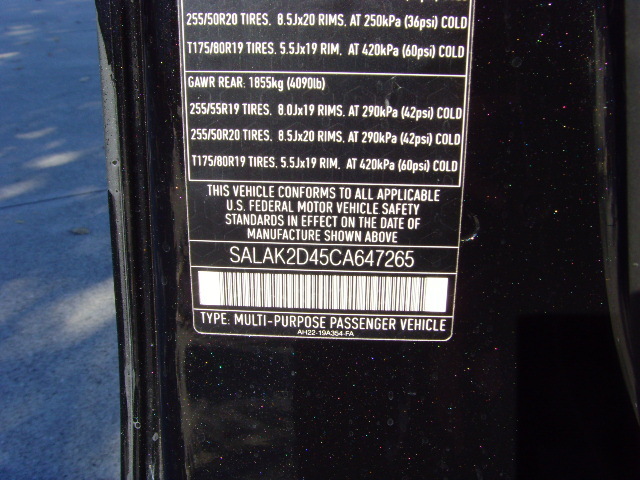 255/50R20 TIRES. 8.5Jx20 RIMS, AT 250kPa (36psi) COLD
T175/80R19 TIRES. 5.5Jx19 RIM, AT 420kPa (60psi) COLD
GAWR REAR: 1855kg (4090lb)
255/55R19 TIRES. 8.0Jx19 RIMS, AT 290kPa (42psi) COLD
255/50R20 TIRES. 8.5Jx20 RIMS, AT 290kPa (42psi) COLD
T175/80R19 TIRES. 5.5Jx19 RIM, AT 420kPa (60psi) COLD
THIS VEHICLE CONFORMS TO ALL APPLICABLE
U.S. FEDERAL MOTOR VEHICLE SAFETY
STANDARDS IN EFFECT ON THE DATE OF
MANUFACTURE SHOWN ABOVE
SALAK2D45CA647265
TYPE: MULTI-PURPOSE PASSENGER VEHICLE
AH22-19A354-FA